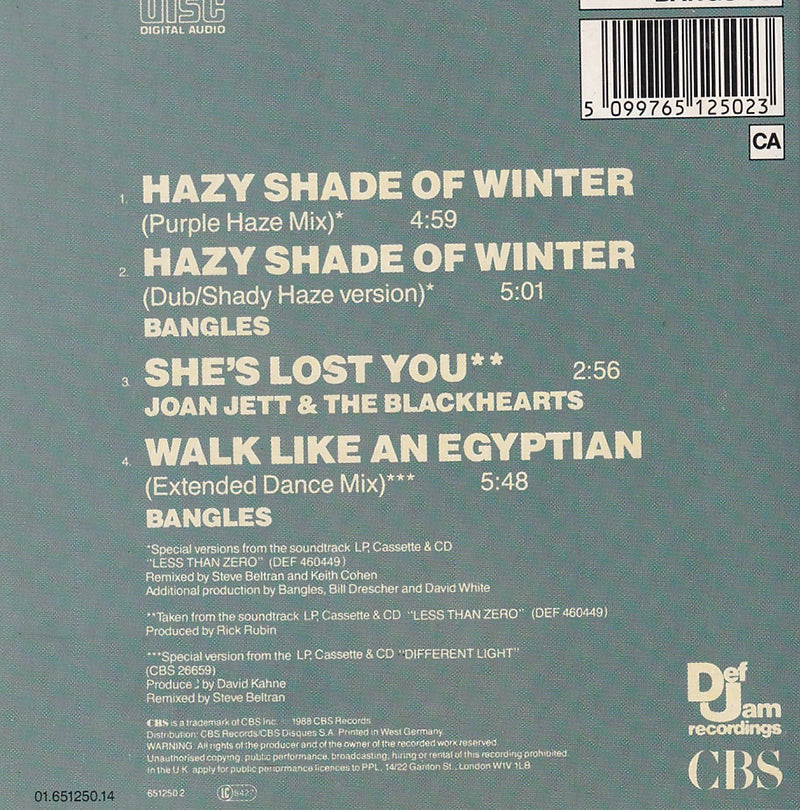 DISC
DIGITAL AUDIO
5 099765 125023
CA
1. HAZY SHADE OF WINTER
(Purple Haze Mix)* 4:59
2. HAZY SHADE OF WINTER
(Dub/Shady Haze version)* 5:01
BANGLES
3. SHE'S LOST YOU** 2:56
JOAN JETT & THE BLACKHEARTS
4. WALK LIKE AN EGYPTIAN
(Extended Dance Mix)*** 5:48
BANGLES
*Special versions from the soundtrack LP, Cassette & CD
"LESS THAN ZERO" (DEF 460449)
Remixed by Steve Beltran and Keith Cohen
Additional production by Bangles, Bill Drescher and David White
**Taken from the soundtrack LP, Cassette & CD "LESS THAN ZERO" (DEF 460449)
Produced by Rick Rubin
***Special version from the LP, Cassette & CD "DIFFERENT LIGHT"
(CBS 26659)
Produced by David Kahne
Remixed by Steve Beltran
CBS is a trademark of CBS Inc. 1988 CBS Records
Distribution: CBS Records/CBS Disques S.A. Printed in West Germany
WARNING: All rights of the producer and of the owner of the recorded work reserved.
Unauthorised copying, public performance, broadcasting, hiring or rental of this recording prohibited.
In the U.K. apply for public performance licences to PPL, 14/22 Ganton St., London W1V 1LB.
Def
Jam
recordings
CBS
01.651250.14
651250 2
LC